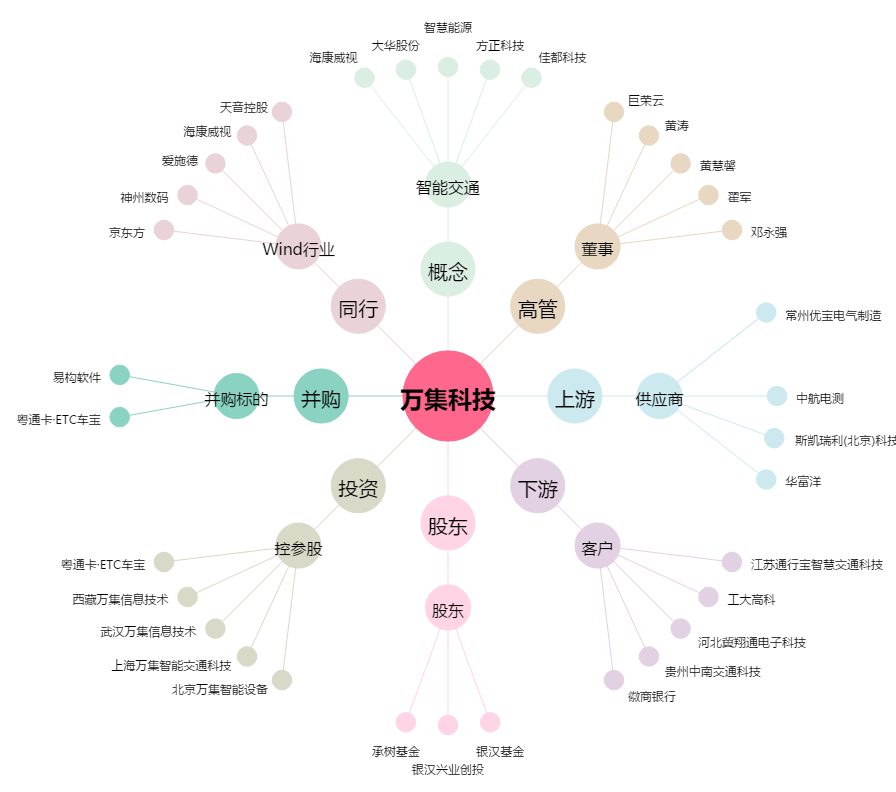 智慧能源
大华股份
方正科技
海康威视
佳都科技
天音控股
巨荣云
海康威视
黄涛
爱施德
黄慧馨
智能交通
神州数码
翟军
京东方
邓永强
Wind行业
董事
概念
同行
高管
常州优宝电气制造
易构软件
并购标的
并购
万集科技
上游
供应商
中航电测
粤通卡·ETC车宝
斯凯瑞利(北京)科技
投资
下游
华富洋
股东
控参股
客户
粤通卡·ETC车宝
江苏通行宝智慧交通科技
西藏万集信息技术
工大高科
股东
武汉万集信息技术
河北冀翔通电子科技
上海万集智能交通科技
贵州中南交通科技
北京万集智能设备
徽商银行
承树基金
银汉基金
银汉兴业创投